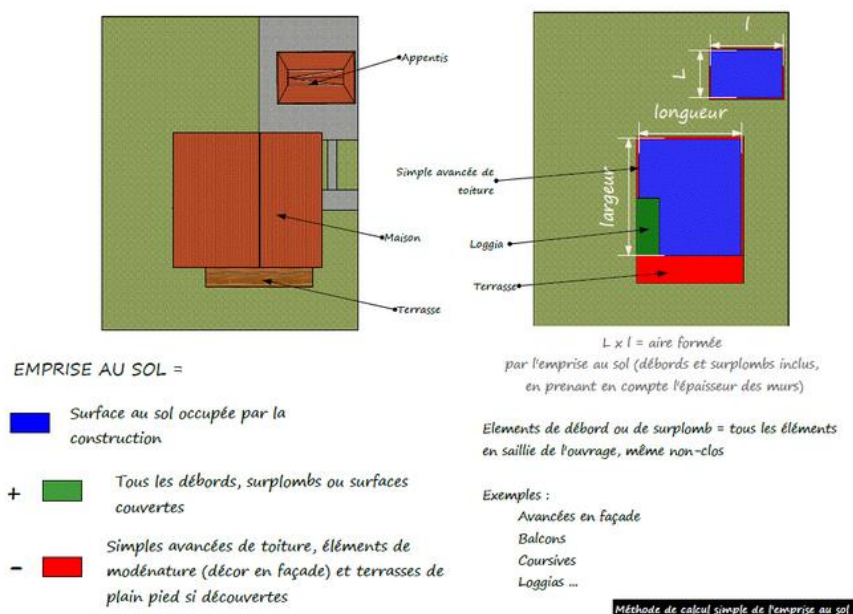 Appentis
Maison
Terrasse
l
L
longueur
largeur
Simple avancée de
toiture
Loggia
Terrasse
L x l = aire formée
par l'emprise au sol (débords et surplombs inclus,
en prenant en compte l'épaisseur des murs)
EMPRISE AU SOL =
Surface au sol occupée par la
construction
+
Tous les débords, surplombs ou surfaces
couvertes
-
Simples avancées de toiture, éléments de
modénature (décor en façade) et terrasses de
plain pied si découvertes
Elements de débord ou de surplomb = tous les éléments
en saillie de l'ouvrage, même non-clos
Exemples :
Avancées en façade
Balcons
Coursives
Loggias ...
Méthode de calcul simple de l'emprise au sol